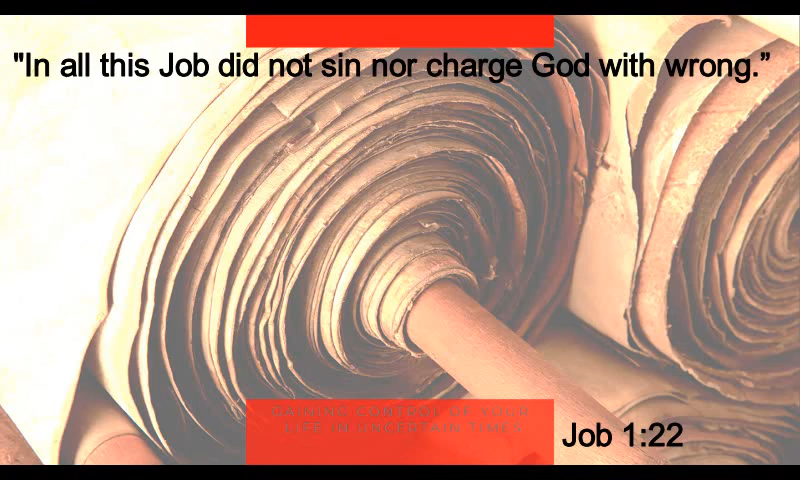 "In all this Job did not sin nor charge God with wrong.”
GAINING CONTROL OF YOUR
LIFE IN UNCERTAIN TIMES
Job 1:22